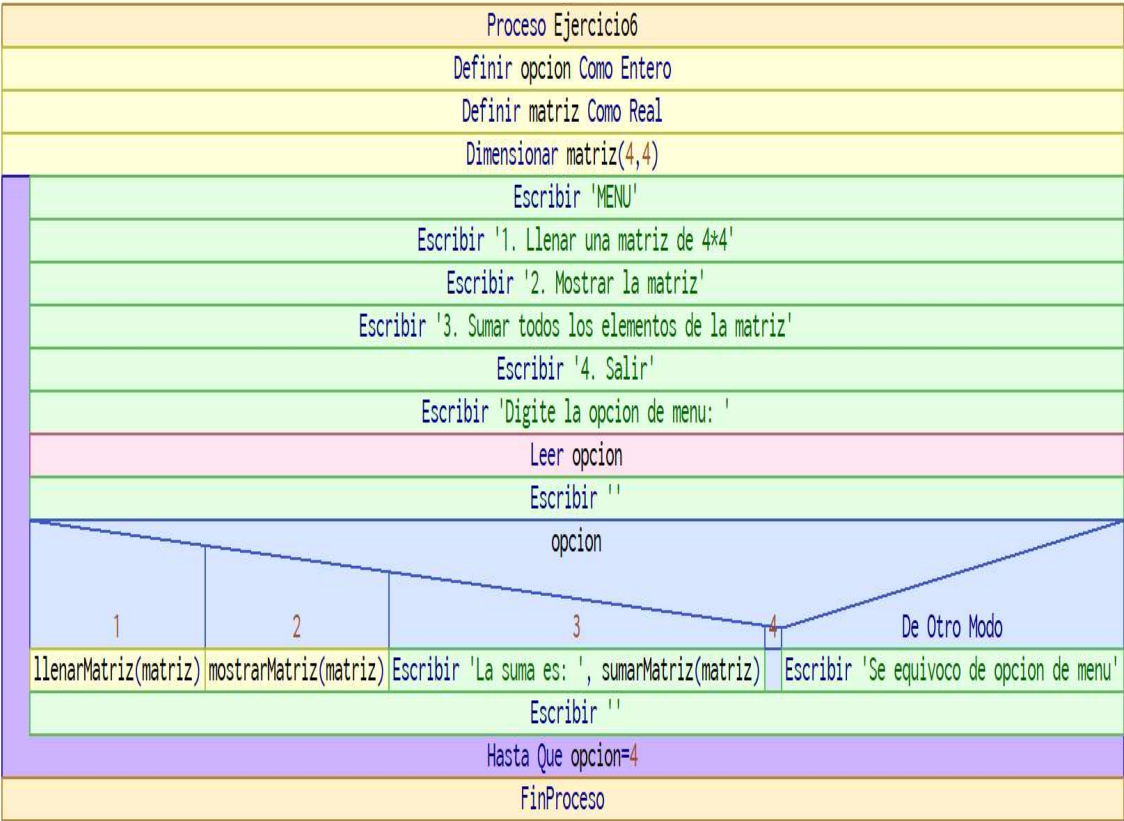 Proceso Ejercicio6
Definir opcion Como Entero
Definir matriz Como Real
Dimensionar matriz(4,4)
Escribir 'MENU'
Escribir '1. Llenar una matriz de 4*4'
Escribir '2. Mostrar la matriz'
Escribir '3. Sumar todos los elementos de la matriz'
Escribir '4. Salir'
Escribir 'Digite la opcion de menu: '
Leer opcion
Escribir ''
opcion
1 2 3 4 De Otro Modo
llenarMatriz(matriz) mostrarMatriz(matriz) Escribir 'La suma es: ', sumarMatriz(matriz) Escribir 'Se equivoco de opcion de menu'
Escribir ''
Hasta Que opcion=4
FinProceso